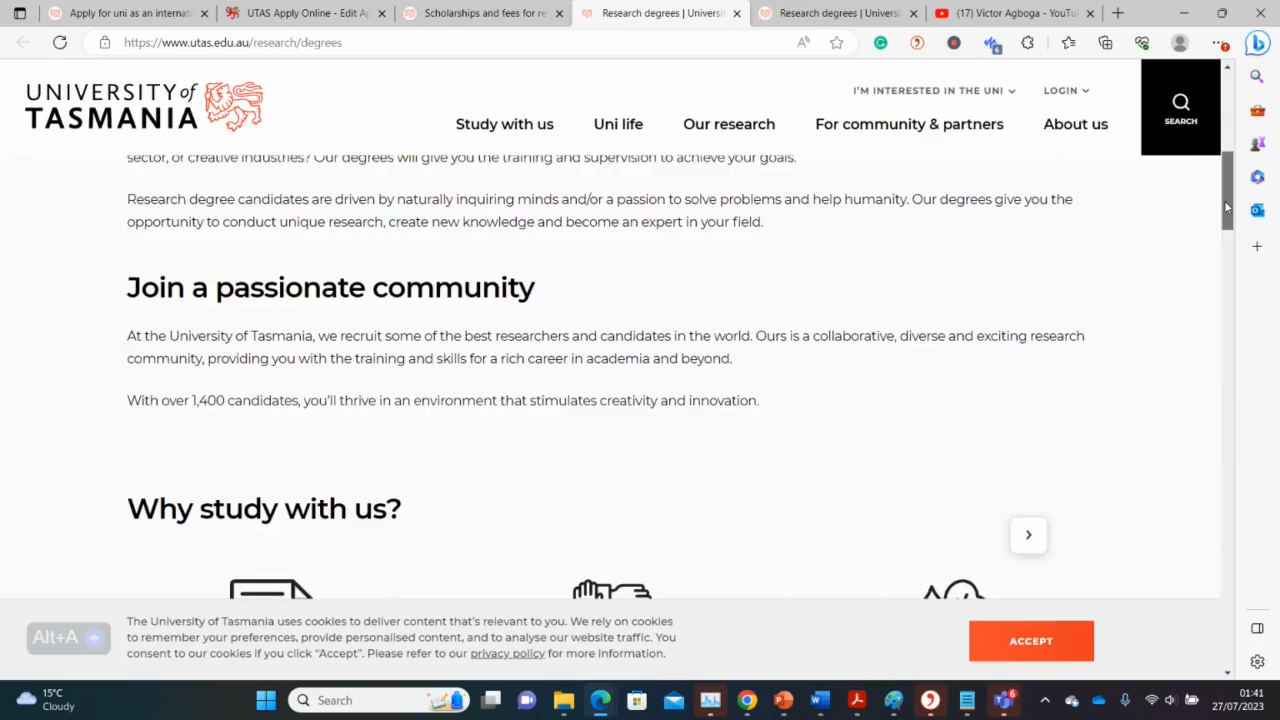 Apply for uni as an internat
UTAS Apply Online - Edit Ap
Scholarships and fees for re
Research degrees | Universi
Research degrees | Universi
(17) Victor Agboga - YouTu
https://www.utas.edu.au/research/degrees
6
UNIVERSITY of
TASMANIA
I'M INTERESTED IN THE UNI
LOGIN
Study with us
Uni life
Our research
For community & partners
About us
SEARCH
sector, or creative industries? Our degrees will give you the training and supervision to achieve your goals.
Research degree candidates are driven by naturally inquiring minds and/or a passion to solve problems and help humanity. Our degrees give you the
opportunity to conduct unique research, create new knowledge and become an expert in your field.
Join a passionate community
At the University of Tasmania, we recruit some of the best researchers and candidates in the world. Ours is a collaborative, diverse and exciting research
community, providing you with the training and skills for a rich career in academia and beyond.
With over 1,400 candidates, you'll thrive in an environment that stimulates creativity and innovation.
Why study with us?
Alt+A
The University of Tasmania uses cookies to deliver content that's relevant to you. We rely on cookies
to remember your preferences, provide personalised content, and to analyse our website traffic. You
consent to our cookies if you click "Accept". Please refer to our privacy policy for more information.
ACCEPT
15°C
Cloudy
Search
6
01:41
27/07/2023